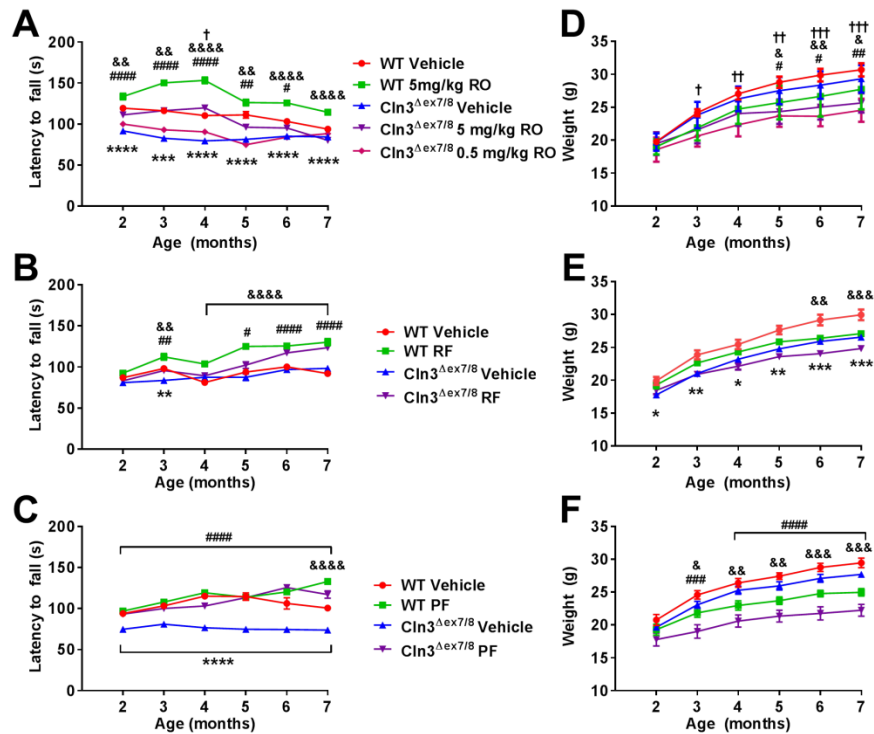 A
Latency to fall (s)
200
150
100
50
0
†
&& && &&&& && &&&& &&&&
#### #### #### ## #
**** *** **** **** **** ****
2 3 4 5 6 7
Age (months)
WT Vehicle
WT 5mg/kg RO
Cln3Δex7/8 Vehicle
Cln3Δex7/8 5 mg/kg RO
Cln3Δex7/8 0.5 mg/kg RO
D
Weight (g)
35
30
25
20
15
10
†† ††† †††
† †† & && &
# # ##
2 3 4 5 6 7
Age (months)
B
Latency to fall (s)
200
150
100
50
0
&&&&
&&
## # #### ####
**
2 3 4 5 6 7
Age (months)
WT Vehicle
WT RF
Cln3Δex7/8 Vehicle
Cln3Δex7/8 RF
E
Weight (g)
35
30
25
20
15
10
&& &&&
* ** * ** *** ***
2 3 4 5 6 7
Age (months)
C
Latency to fall (s)
200
150
100
50
0
####
&&&&
****
2 3 4 5 6 7
Age (months)
WT Vehicle
WT PF
Cln3Δex7/8 Vehicle
Cln3Δex7/8 PF
F
Weight (g)
35
30
25
20
15
10
####
& && && &&& &&&
###
2 3 4 5 6 7
Age (months)